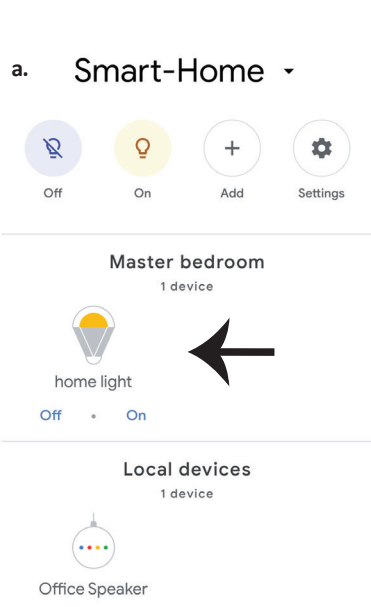 a.
Smart-Home
Off
On
Add
Settings
Master bedroom
1 device
home light
Off • On
Local devices
1 device
Office Speaker